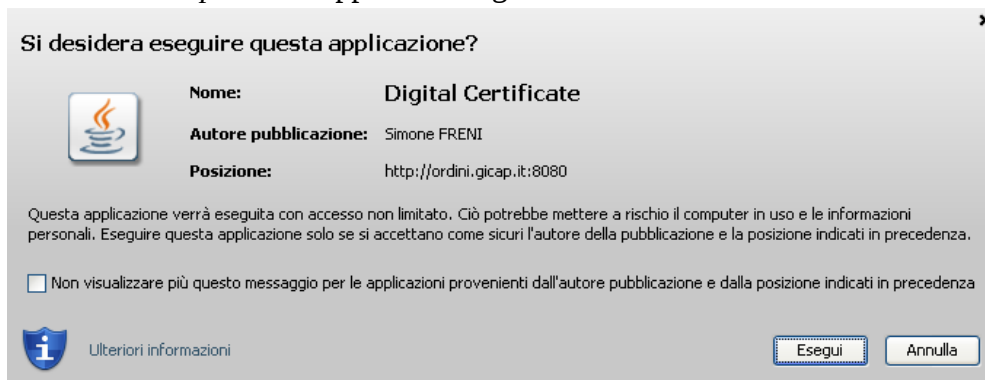 Si desidera eseguire questa applicazione?
Nome: Digital Certificate
Autore pubblicazione: Simone FRENI
Posizione: http://ordini.gicap.it:8080
Questa applicazione verrà eseguita con accesso non limitato. Ciò potrebbe mettere a rischio il computer in uso e le informazioni
personali. Eseguire questa applicazione solo se si accettano come sicuri l'autore della pubblicazione e la posizione indicati in precedenza.
Non visualizzare più questo messaggio per le applicazioni provenienti dall'autore pubblicazione e dalla posizione indicati in precedenza
Ulteriori informazioni
Esegui Annulla